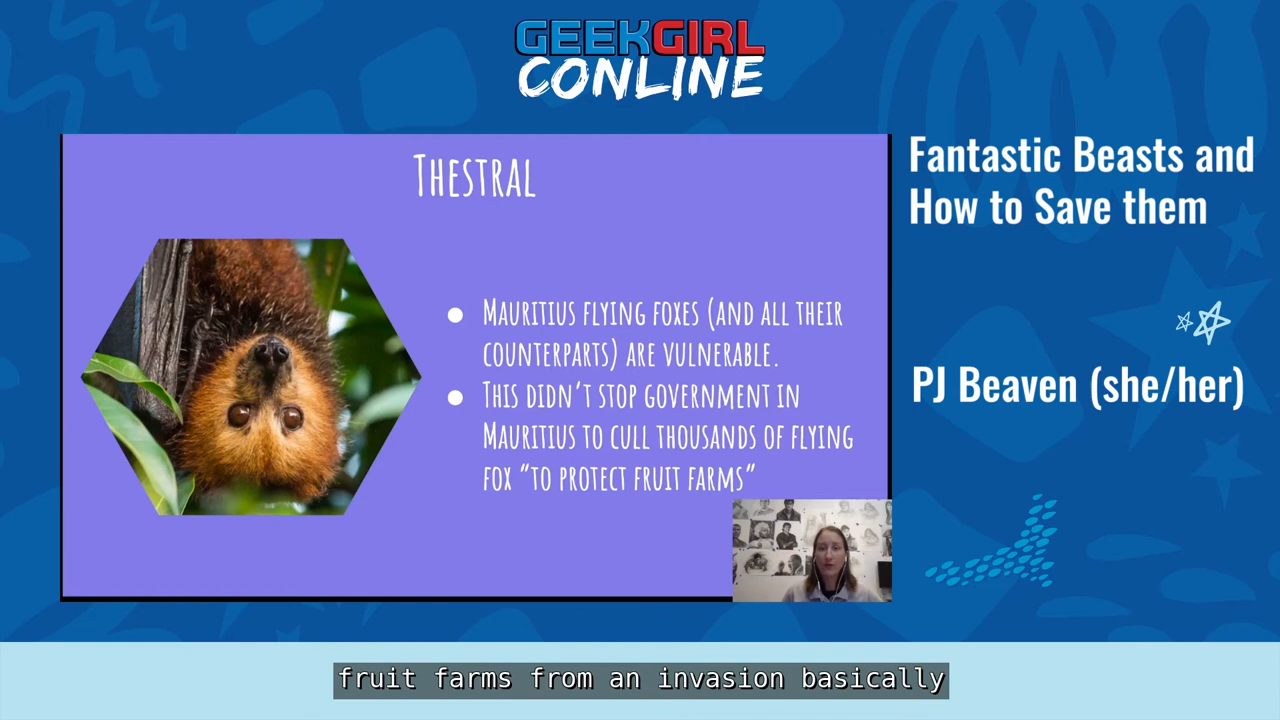 GEEKGIRL
CONLINE
Fantastic Beasts and
How to Save them
PJ Beaven (she/her)
THESTRAL
● MAURITIUS FLYING FOXES (AND ALL THEIR
COUNTERPARTS) ARE VULNERABLE.
● THIS DIDN'T STOP GOVERNMENT IN
MAURITIUS TO CULL THOUSANDS OF FLYING
FOX “TO PROTECT FRUIT FARMS”
fruit farms from an invasion basically